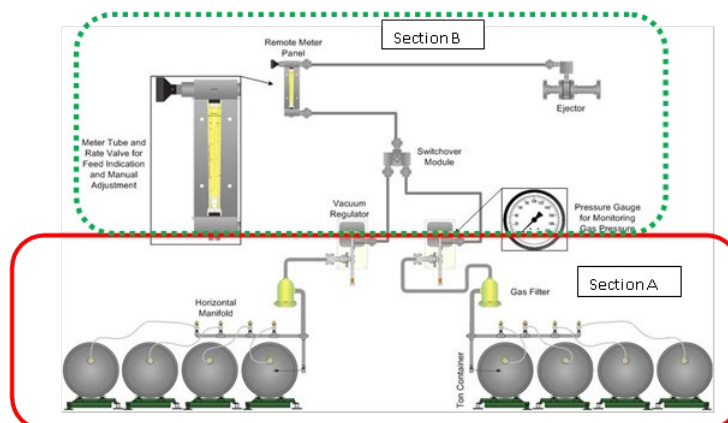 Remote Meter
Panel
Section B
Ejector
Meter Tube and
Rate Valve for
Feed Indication
and Manual
Adjustment
Switchover
Module
Vacuum
Regulator
Pressure Gauge
for Monitoring
Gas Pressure
Section A
Horizontal
Manifold
Gas Filter
Ton Container